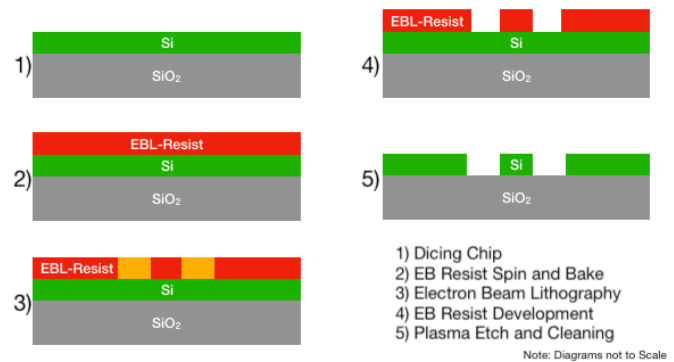 1)
Si
SiO₂
2)
EBL-Resist
Si
SiO₂
3)
EBL-Resist
Si
SiO₂
4)
EBL-Resist
Si
SiO₂
5)
Si
SiO₂
1) Dicing Chip
2) EB Resist Spin and Bake
3) Electron Beam Lithography
4) EB Resist Development
5) Plasma Etch and Cleaning
Note: Diagrams not to Scale